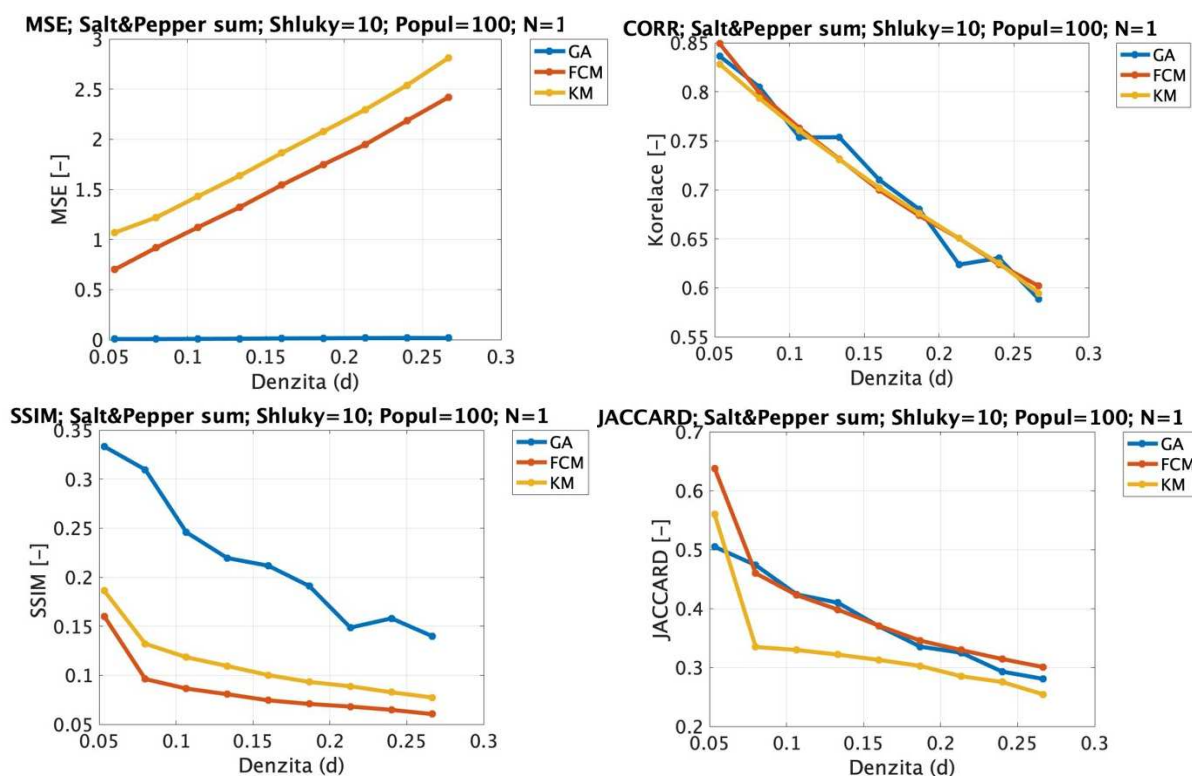 MSE; Salt&Pepper sum; Shluky=10; Popul=100; N=1
3
2.5
2
1.5
1
0.5
0
MSE [-]
0.05 0.1 0.15 0.2 0.25 0.3
Denzita (d)
GA
FCM
KM
CORR; Salt&Pepper sum; Shluky=10; Popul=100; N=1
0.85
0.8
0.75
0.7
0.65
0.6
0.55
Korelace [-]
0.05 0.1 0.15 0.2 0.25 0.3
Denzita (d)
GA
FCM
KM
SSIM; Salt&Pepper sum; Shluky=10; Popul=100; N=1
0.35
0.3
0.25
0.2
0.15
0.1
0.05
SSIM [-]
0.05 0.1 0.15 0.2 0.25 0.3
Denzita (d)
GA
FCM
KM
JACCARD; Salt&Pepper sum; Shluky=10; Popul=100; N=1
0.7
0.6
0.5
0.4
0.3
0.2
JACCARD [-]
0.05 0.1 0.15 0.2 0.25 0.3
Denzita (d)
GA
FCM
KM